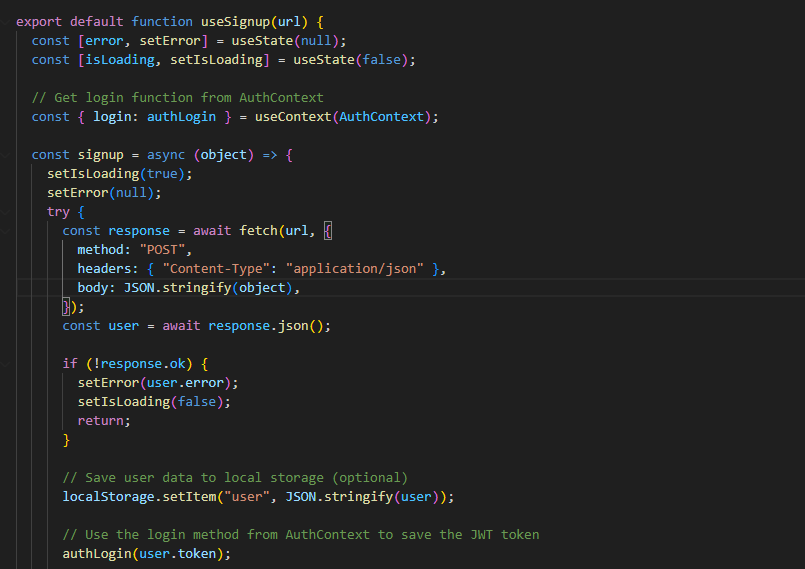 export default function useSignup(url) {
  const [error, setError] = useState(null);
  const [isLoading, setIsLoading] = useState(false);

  // Get login function from AuthContext
  const { login: authLogin } = useContext(AuthContext);

  const signup = async (object) => {
    setIsLoading(true);
    setError(null);
    try {
      const response = await fetch(url, {
        method: "POST",
        headers: { "Content-Type": "application/json" },
        body: JSON.stringify(object),
      });
      const user = await response.json();

      if (!response.ok) {
        setError(user.error);
        setIsLoading(false);
        return;
      }

      // Save user data to local storage (optional)
      localStorage.setItem("user", JSON.stringify(user));

      // Use the login method from AuthContext to save the JWT token
      authLogin(user.token);